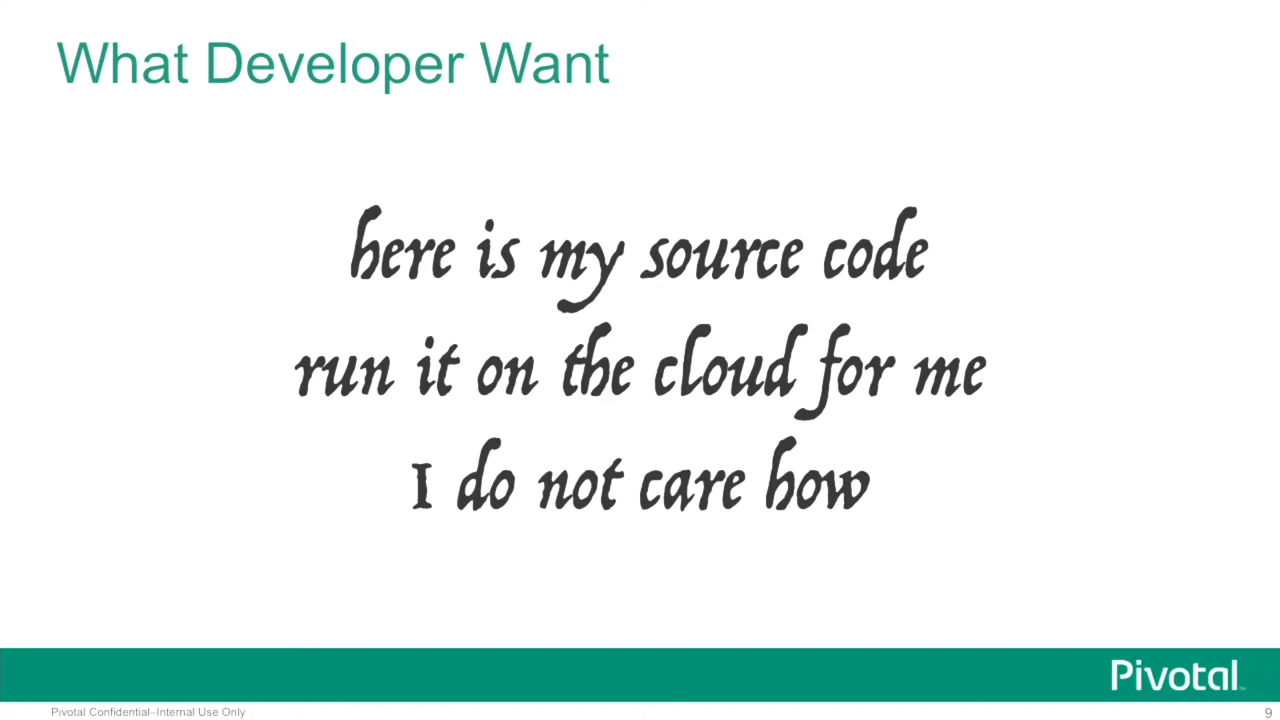 What Developer Want
here is my source code
run it on the cloud for me
I do not care how
Pivotal™
Pivotal Confidential–Internal Use Only
9